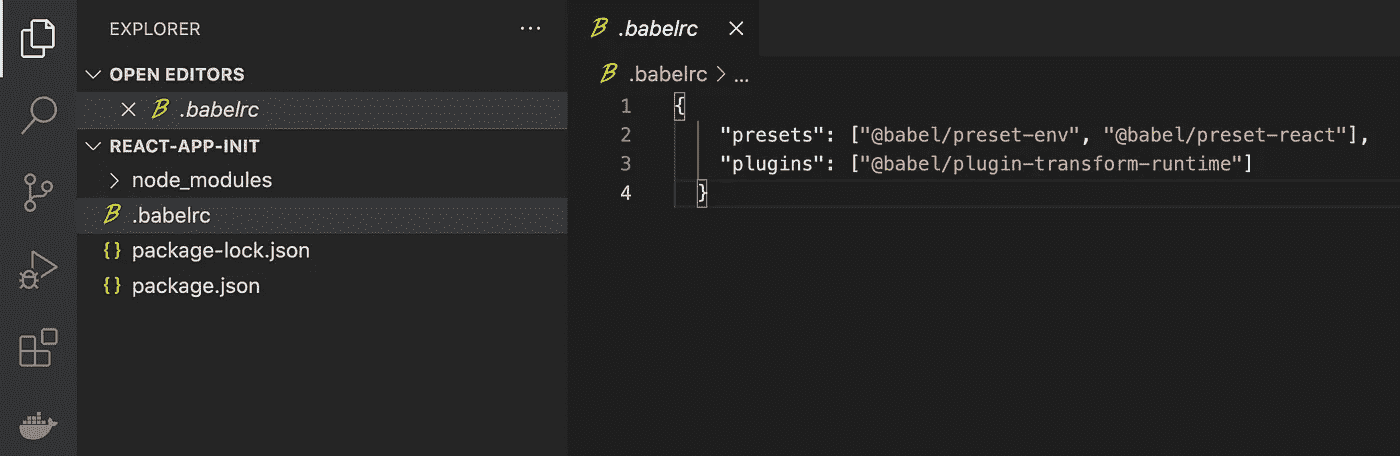 EXPLORER
OPEN EDITORS
.babelrc
REACT-APP-INIT
node_modules
.babelrc
{} package-lock.json
{} package.json
.babelrc
.babelrc > ...
1 {
2 "presets": ["@babel/preset-env", "@babel/preset-react"],
3 "plugins": ["@babel/plugin-transform-runtime"]
4 }